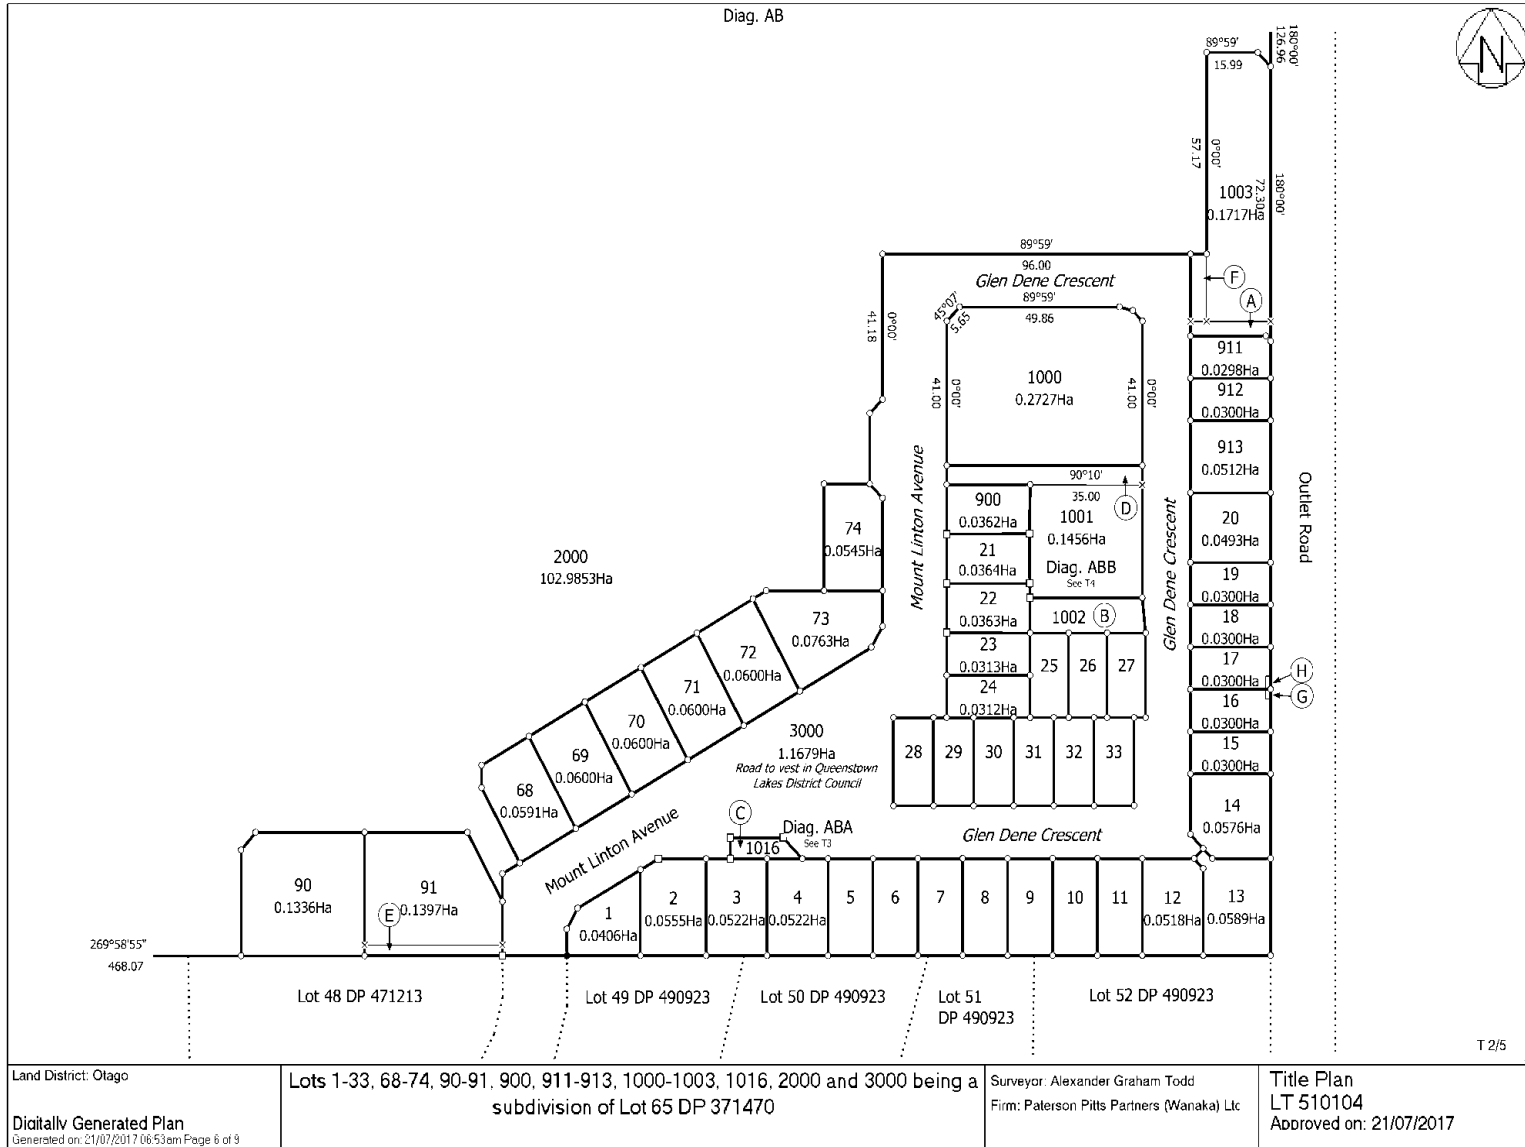 Diag. AB
N
89°59'
15.99
180°00'
126.96
57.17
0°00'
1003
0.1717Ha
72.30
180°00'
89°59'
96.00
Glen Dene Crescent
F
A
45°07'
5.65
89°59'
49.86
41.18
0°00'
911
0.0298Ha
1000
0.2727Ha
41.00
0°00'
41.00
0°00'
912
0.0300Ha
913
0.0512Ha
Mount Linton Avenue
90°10'
35.00
D
900
0.0362Ha
1001
0.1456Ha
Glen Dene Crescent
20
0.0493Ha
Outlet Road
74
0.0545Ha
21
0.0364Ha
Diag. ABB
See T4
2000
102.9853Ha
19
0.0300Ha
22
0.0363Ha
1002
B
18
0.0300Ha
73
0.0763Ha
23
0.0313Ha
25
26
27
17
0.0300Ha
H
G
72
0.0600Ha
24
0.0312Ha
16
0.0300Ha
71
0.0600Ha
70
0.0600Ha
3000
1.1679Ha
Road to vest in Queenstown
Lakes District Council
28
29
30
31
32
33
15
0.0300Ha
69
0.0600Ha
68
0.0591Ha
14
0.0576Ha
Mount Linton Avenue
C
Diag. ABA
See T3
1016
Glen Dene Crescent
90
0.1336Ha
91
0.1397Ha
E
1
0.0406Ha
2
0.0555Ha
3
0.0522Ha
4
0.0522Ha
5
6
7
8
9
10
11
12
0.0518Ha
13
0.0589Ha
269°58'55"
468.07
Lot 48 DP 471213
Lot 49 DP 490923
Lot 50 DP 490923
Lot 51
DP 490923
Lot 52 DP 490923
T 2/5
Land District: Otago
Digitally Generated Plan
Generated on: 21/07/2017 06:53am Page 6 of 9
Lots 1-33, 68-74, 90-91, 900, 911-913, 1000-1003, 1016, 2000 and 3000 being a
subdivision of Lot 65 DP 371470
Surveyor: Alexander Graham Todd
Firm: Paterson Pitts Partners (Wanaka) Ltc
Title Plan
LT 510104
Approved on: 21/07/2017